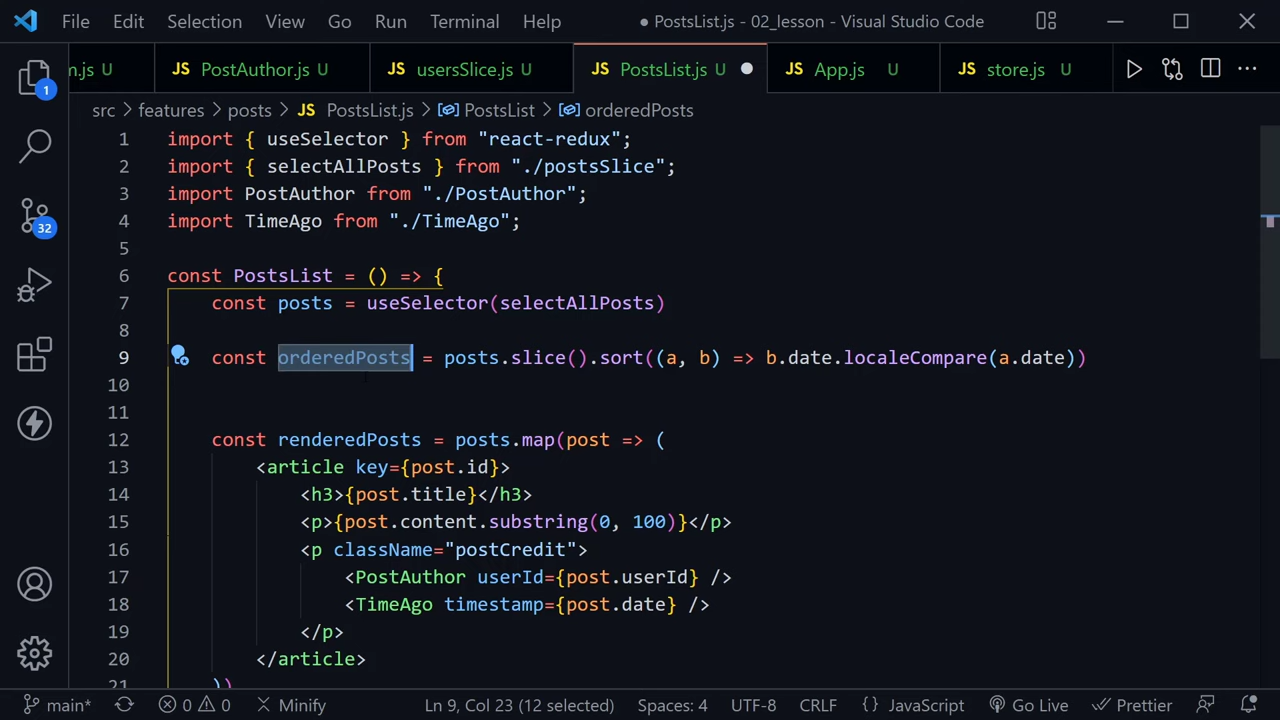 File Edit Selection View Go Run Terminal Help ● PostsList.js - 02_lesson - Visual Studio Code
m.js U JS PostAuthor.js U JS usersSlice.js U JS PostsList.js U ● JS App.js U JS store.js U
src > features > posts > JS PostsList.js > PostsList > orderedPosts
1 import { useSelector } from "react-redux";
2 import { selectAllPosts } from "./postsSlice";
3 import PostAuthor from "./PostAuthor";
4 import TimeAgo from "./TimeAgo";
5
6 const PostsList = () => {
7 const posts = useSelector(selectAllPosts)
8
9 const orderedPosts = posts.slice().sort((a, b) => b.date.localeCompare(a.date))
10
11
12 const renderedPosts = posts.map(post => (
13 <article key={post.id}>
14 <h3>{post.title}</h3>
15 <p>{post.content.substring(0, 100)}</p>
16 <p className="postCredit">
17 <PostAuthor userId={post.userId} />
18 <TimeAgo timestamp={post.date} />
19 </p>
20 </article>
21 ))
1
32
main* 0 0 Minify Ln 9, Col 23 (12 selected) Spaces: 4 UTF-8 CRLF {} JavaScript Go Live Prettier